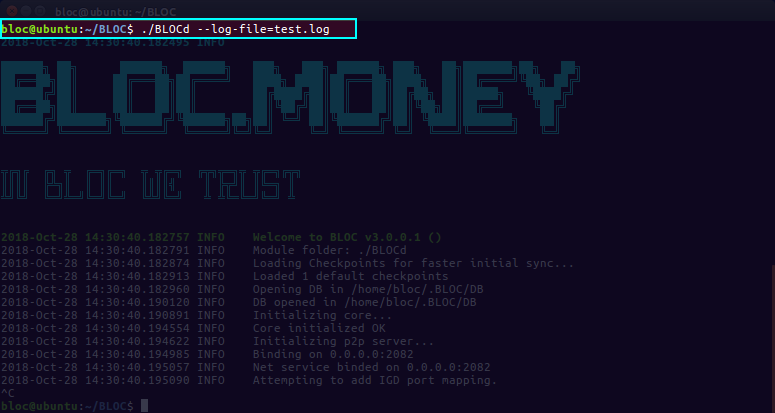 bloc@ubuntu: ~/BLOC
bloc@ubuntu:~/BLOC$ ./BLOCd --log-file=test.log
2018-Oct-28 14:30:40.182495 INFO
BLOC.MONEY
IN BLOC WE TRUST
2018-Oct-28 14:30:40.182757 INFO    Welcome to BLOC v3.0.0.1 ()
2018-Oct-28 14:30:40.182791 INFO    Module folder: ./BLOCd
2018-Oct-28 14:30:40.182874 INFO    Loading Checkpoints for faster initial sync...
2018-Oct-28 14:30:40.182913 INFO    Loaded 1 default checkpoints
2018-Oct-28 14:30:40.182960 INFO    Opening DB in /home/bloc/.BLOC/DB
2018-Oct-28 14:30:40.190120 INFO    DB opened in /home/bloc/.BLOC/DB
2018-Oct-28 14:30:40.190891 INFO    Initializing core...
2018-Oct-28 14:30:40.194554 INFO    Core initialized OK
2018-Oct-28 14:30:40.194622 INFO    Initializing p2p server...
2018-Oct-28 14:30:40.194985 INFO    Binding on 0.0.0.0:2082
2018-Oct-28 14:30:40.195057 INFO    Net service binded on 0.0.0.0:2082
2018-Oct-28 14:30:40.195090 INFO    Attempting to add IGD port mapping.
^C
bloc@ubuntu:~/BLOC$